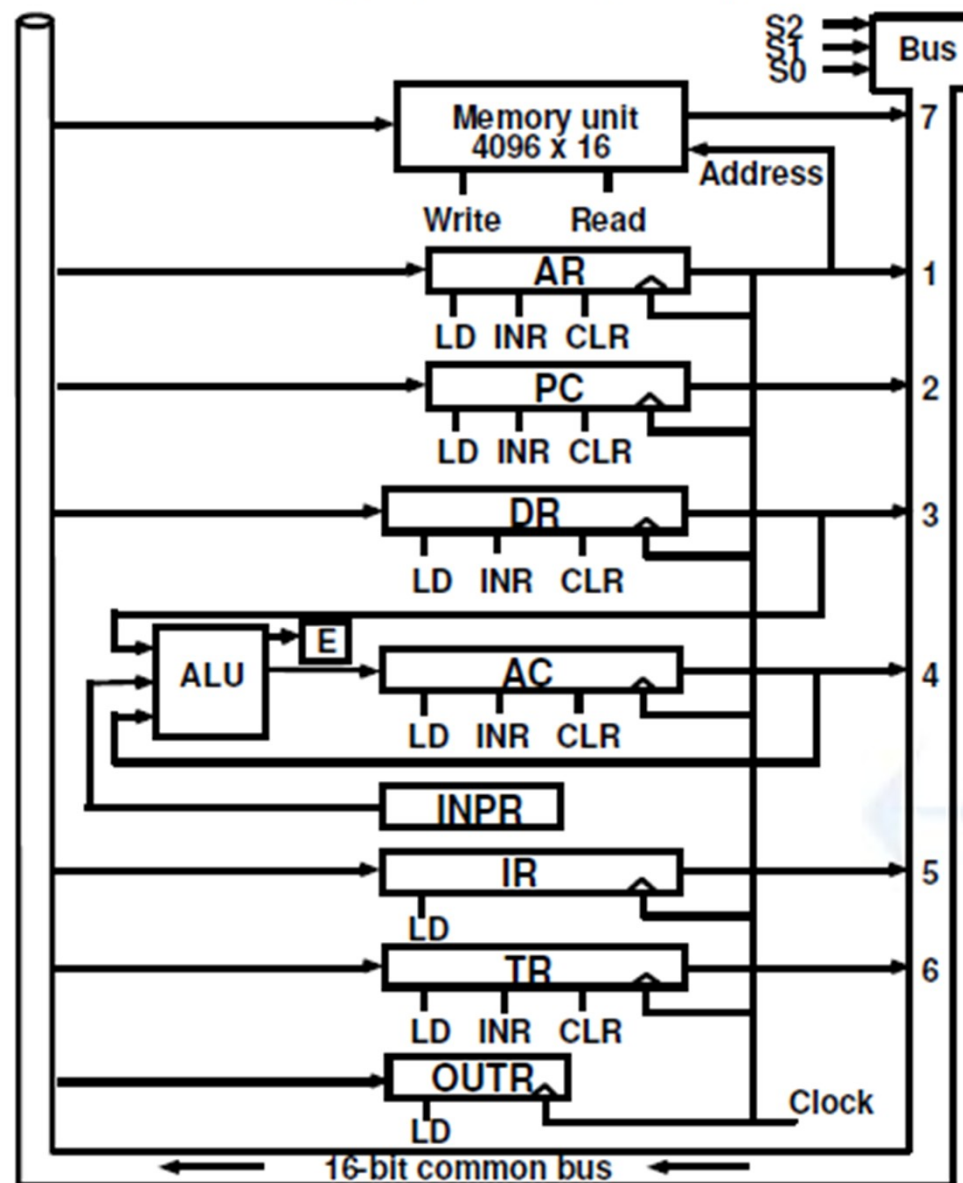 S2
S1
S0
Bus
Memory unit
4096 x 16
7
Address
Write Read
AR
1
LD INR CLR
PC
2
LD INR CLR
DR
3
LD INR CLR
E
ALU
AC
4
LD INR CLR
INPR
IR
5
LD
TR
6
LD INR CLR
OUTR
Clock
LD
16-bit common bus